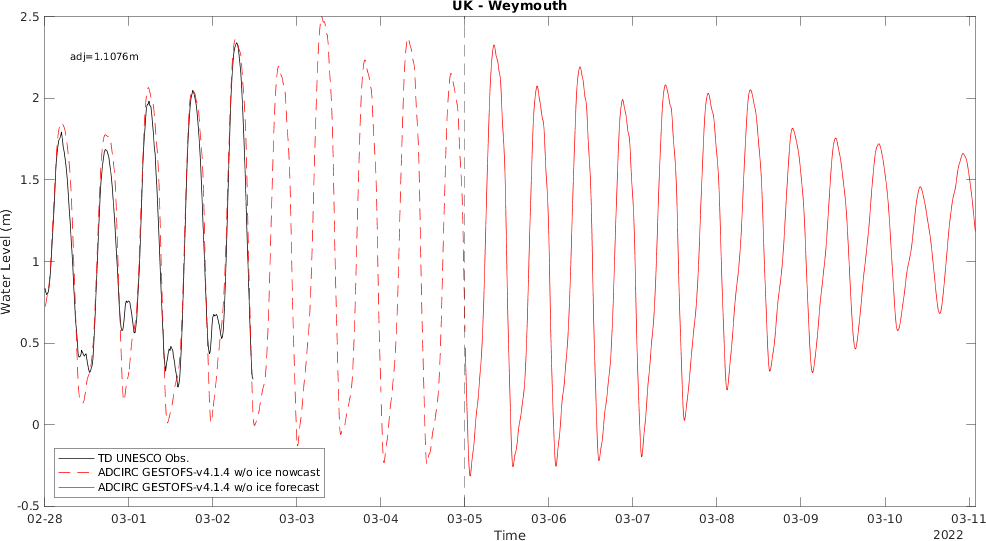 UK - Weymouth
2.5
adj=1.1076m
2
1.5
1
0.5
0
-0.5
Water Level (m)
TD UNESCO Obs.
ADCIRC GESTOFS-v4.1.4 w/o ice nowcast
ADCIRC GESTOFS-v4.1.4 w/o ice forecast
02-28 03-01 03-02 03-03 03-04 03-05 03-06 03-07 03-08 03-09 03-10 03-11
Time
2022